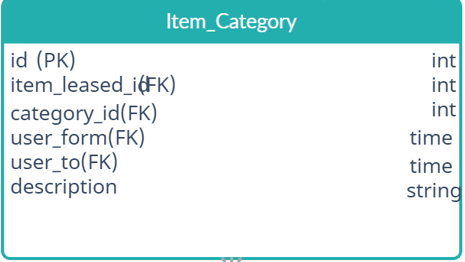 Item_Category
id (PK) int
item_leased_id(FK) int
category_id(FK) int
user_form(FK) time
user_to(FK) time
description string